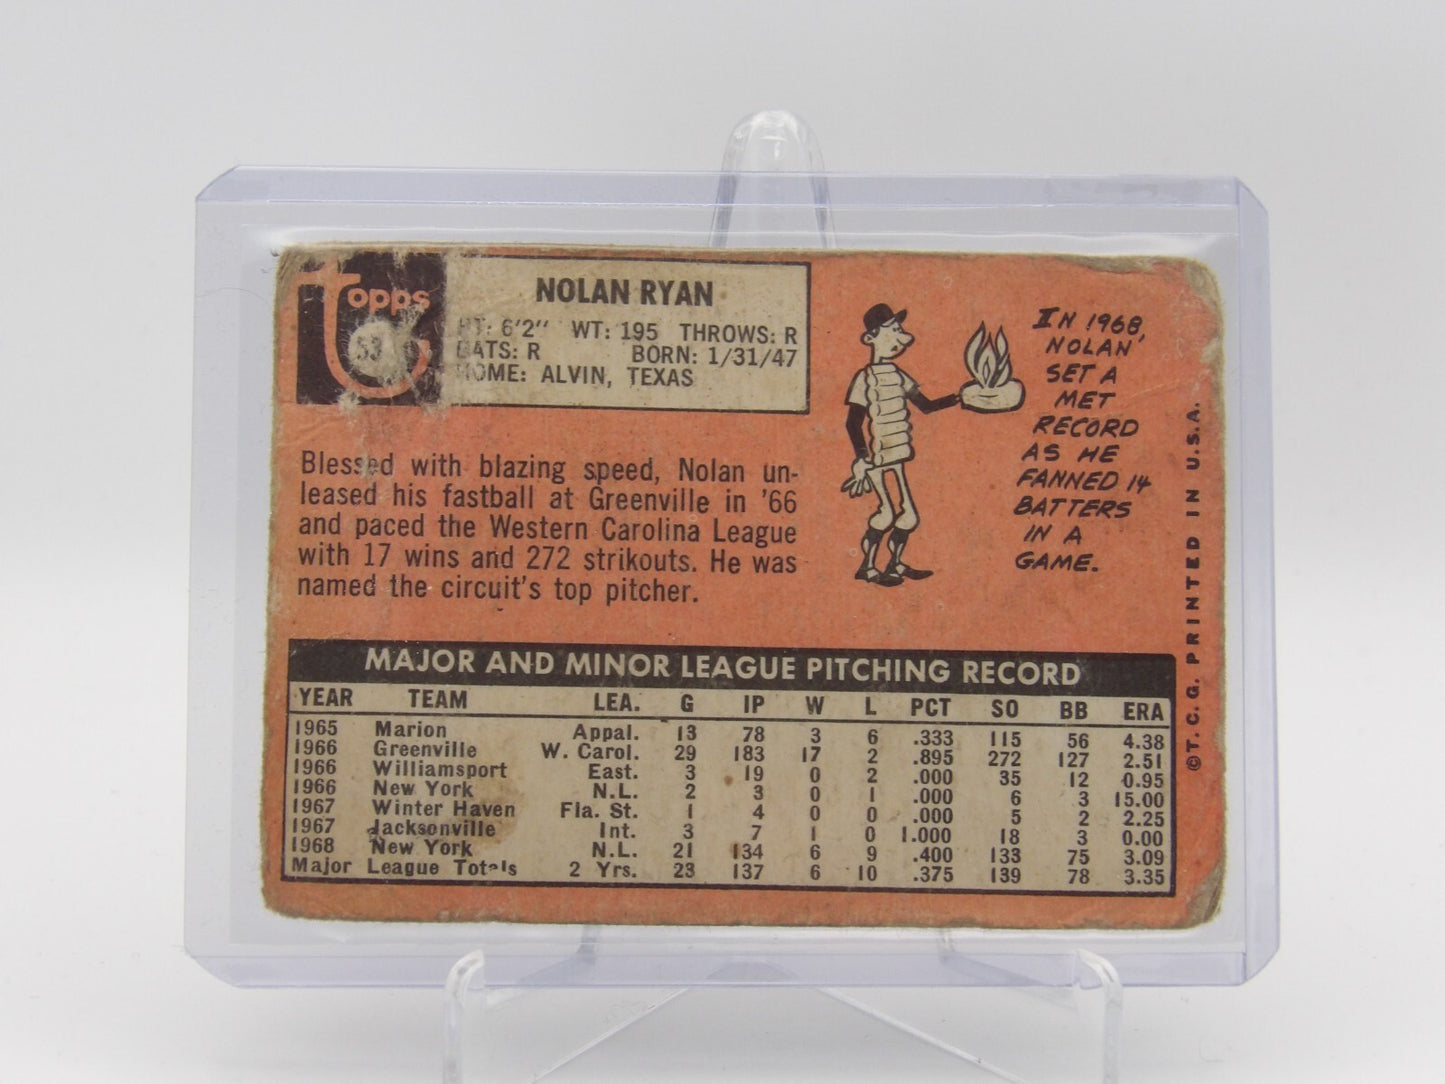 Topps
53
NOLAN RYAN
HT: 6'2" WT: 195 THROWS: R
BATS: R BORN: 1/31/47
HOME: ALVIN, TEXAS
Blessed with blazing speed, Nolan un-
leased his fastball at Greenville in '66
and paced the Western Carolina League
with 17 wins and 272 strikouts. He was
named the circuit's top pitcher.
IN 1968,
NOLAN
SET A
MET
RECORD
AS HE
FANNED 14
BATTERS
IN A
GAME.
©T. C. G. PRINTED IN U.S.A.
MAJOR AND MINOR LEAGUE PITCHING RECORD
YEAR TEAM LEA. G IP W L PCT SO BB ERA
1965 Marion Appal. 13 78 3 6 .333 115 56 4.38
1966 Greenville W. Carol. 29 183 17 2 .895 272 127 2.51
1966 Williamsport East. 3 19 0 2 .000 35 12 0.95
1966 New York N.L. 2 3 0 1 .000 6 3 15.00
1967 Winter Haven Fla. St. 1 4 0 0 .000 5 2 2.25
1967 Jacksonville Int. 3 7 1 0 1.000 18 3 0.00
1968 New York N.L. 21 134 6 9 .400 133 75 3.09
Major League Totals 2 Yrs. 23 137 6 10 .375 139 78 3.35